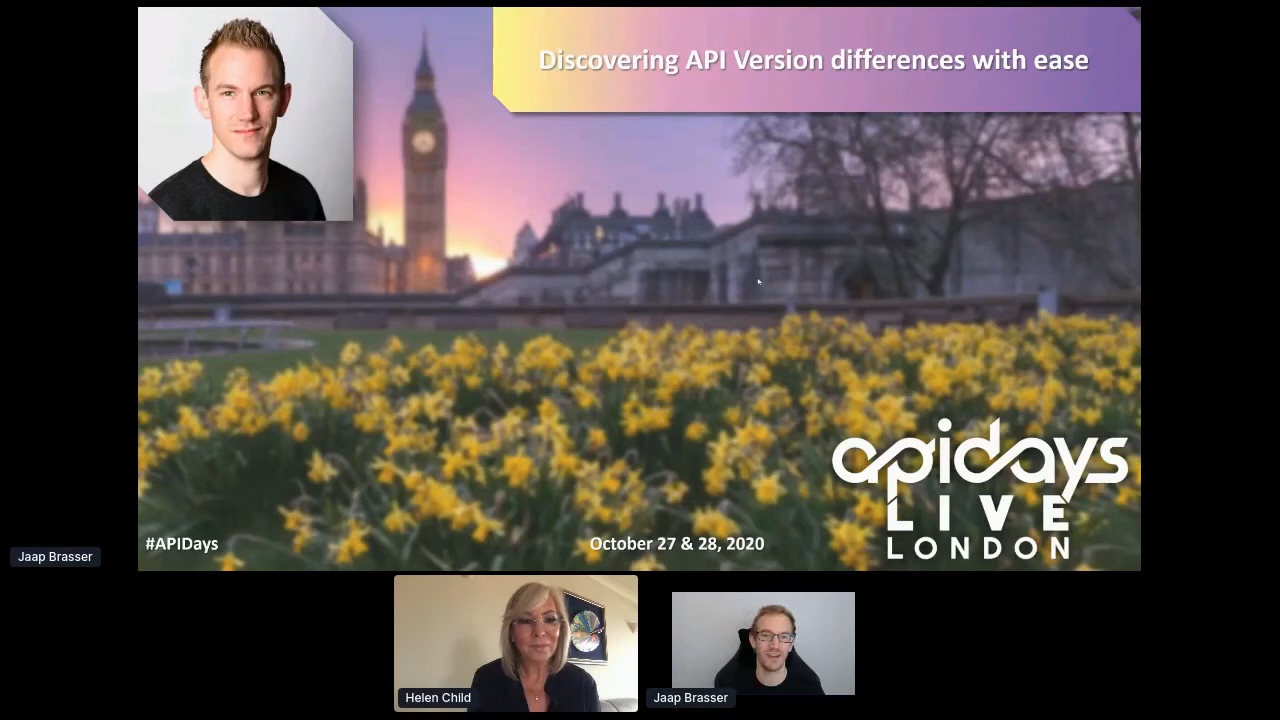 Discovering API Version differences with ease
apidays
LIVE
LONDON
#APIDays
October 27 & 28, 2020
Jaap Brasser
Helen Child
Jaap Brasser